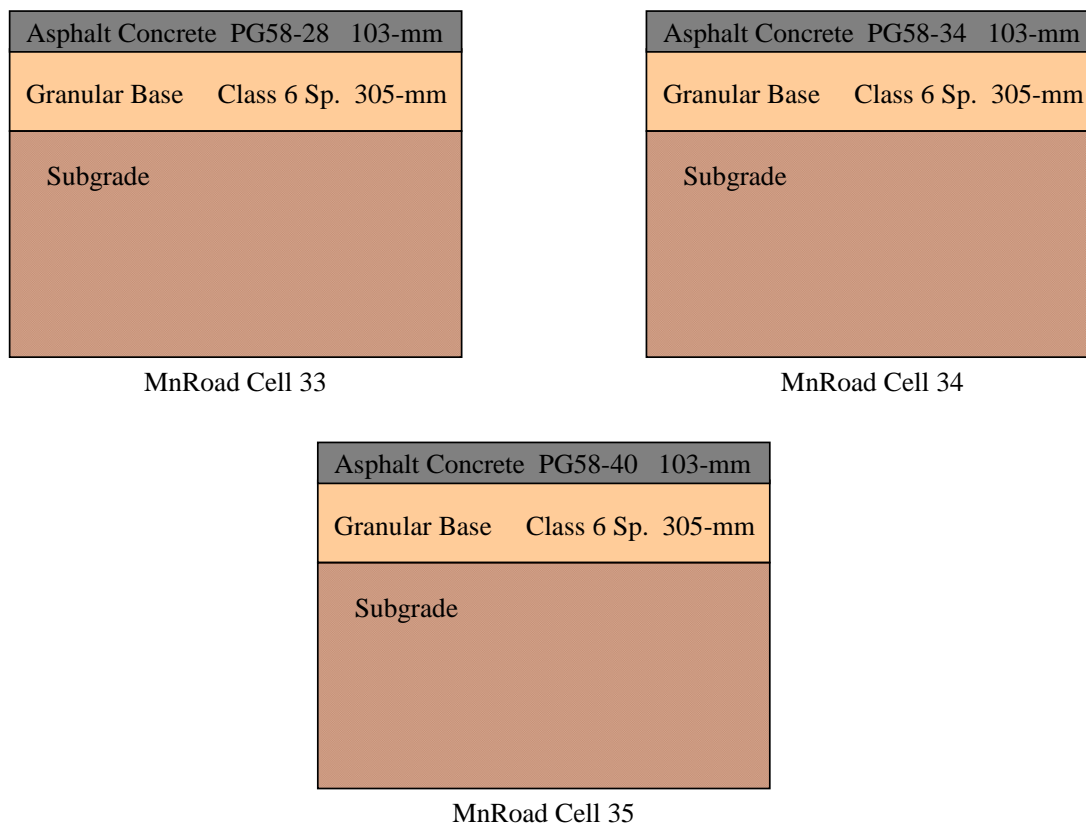 Asphalt Concrete PG58-28 103-mm
Granular Base Class 6 Sp. 305-mm
Subgrade
MnRoad Cell 33
Asphalt Concrete PG58-34 103-mm
Granular Base Class 6 Sp. 305-mm
Subgrade
MnRoad Cell 34
Asphalt Concrete PG58-40 103-mm
Granular Base Class 6 Sp. 305-mm
Subgrade
MnRoad Cell 35